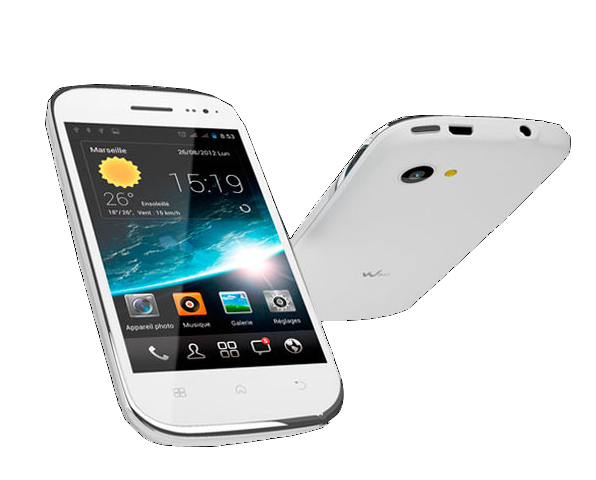 8:53
Marseille
26/08/2012 Lun
26°
Ensoleillé
15:19
18°/26°, Vent : 15 km/h
Appareil photo Musique Galerie Réglages